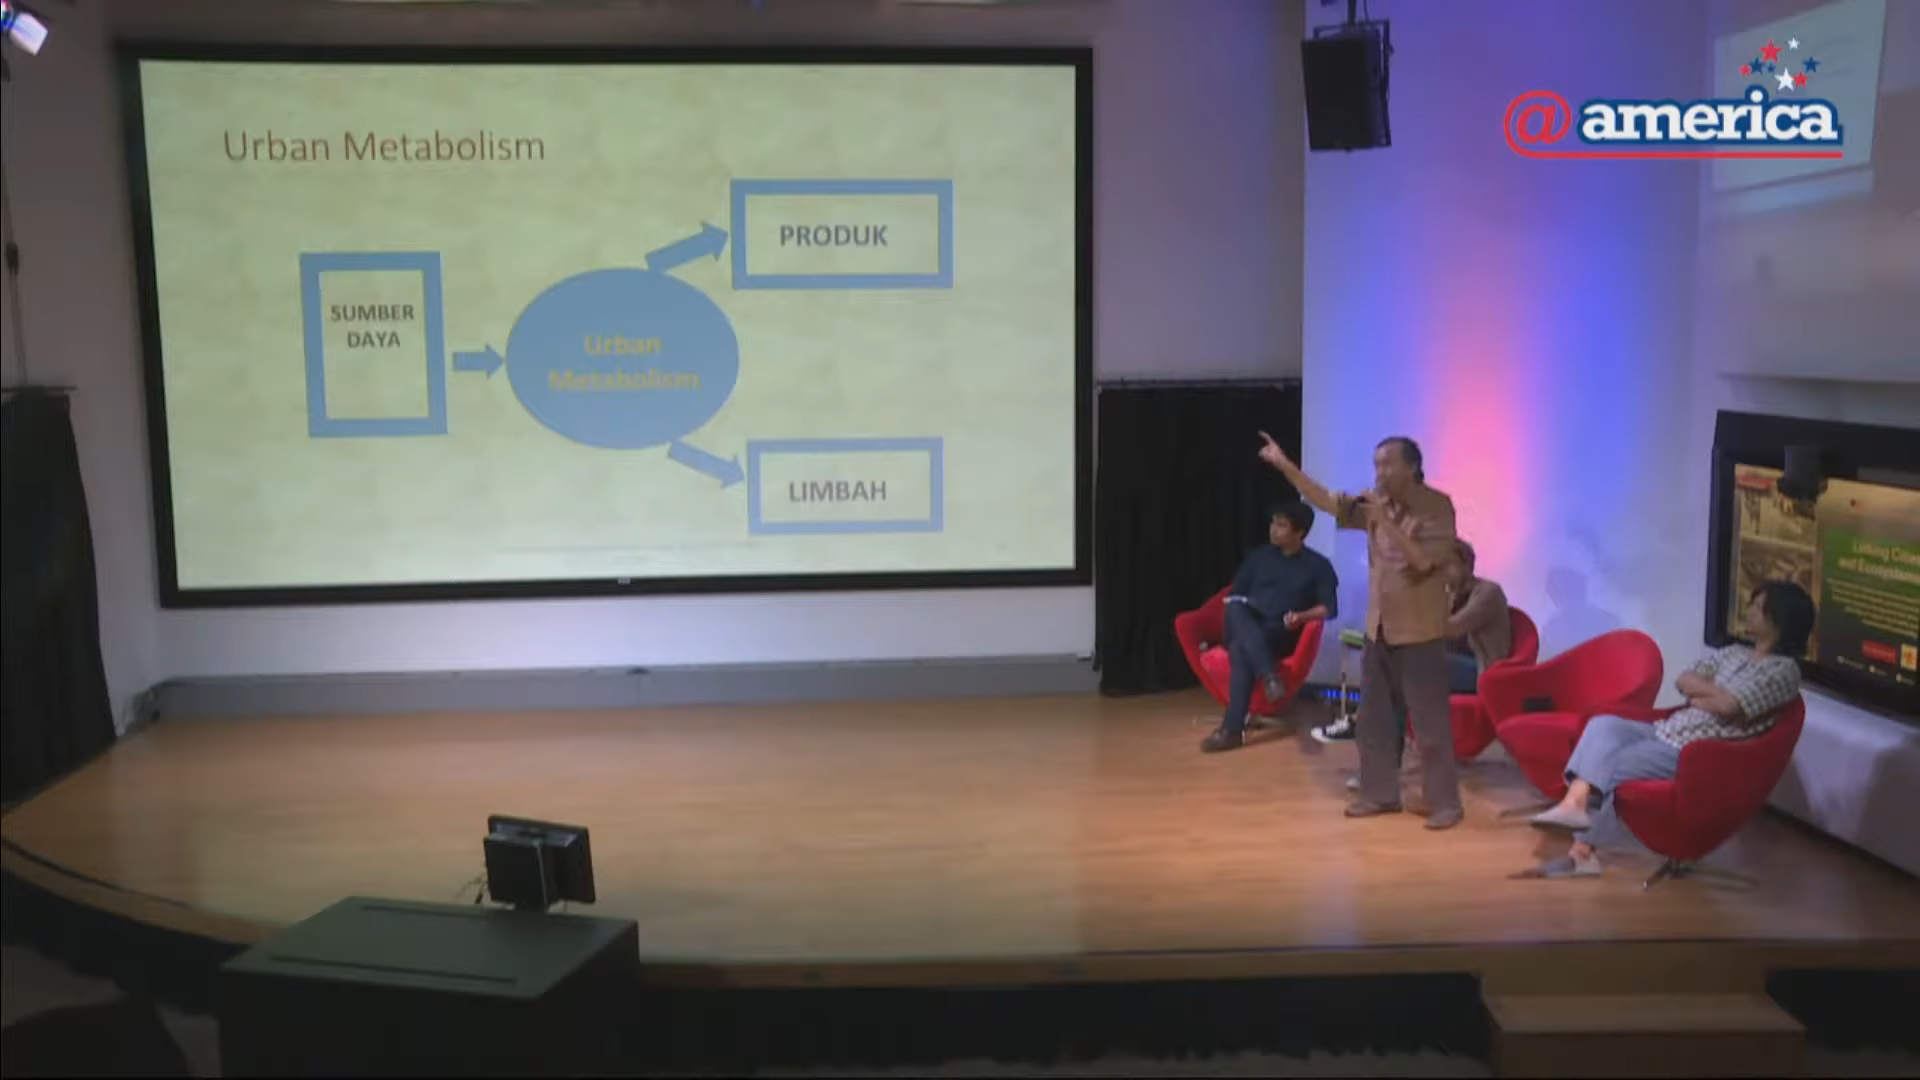 @america
Urban Metabolism
PRODUK
SUMBER
DAYA
Urban
Metabolism
LIMBAH